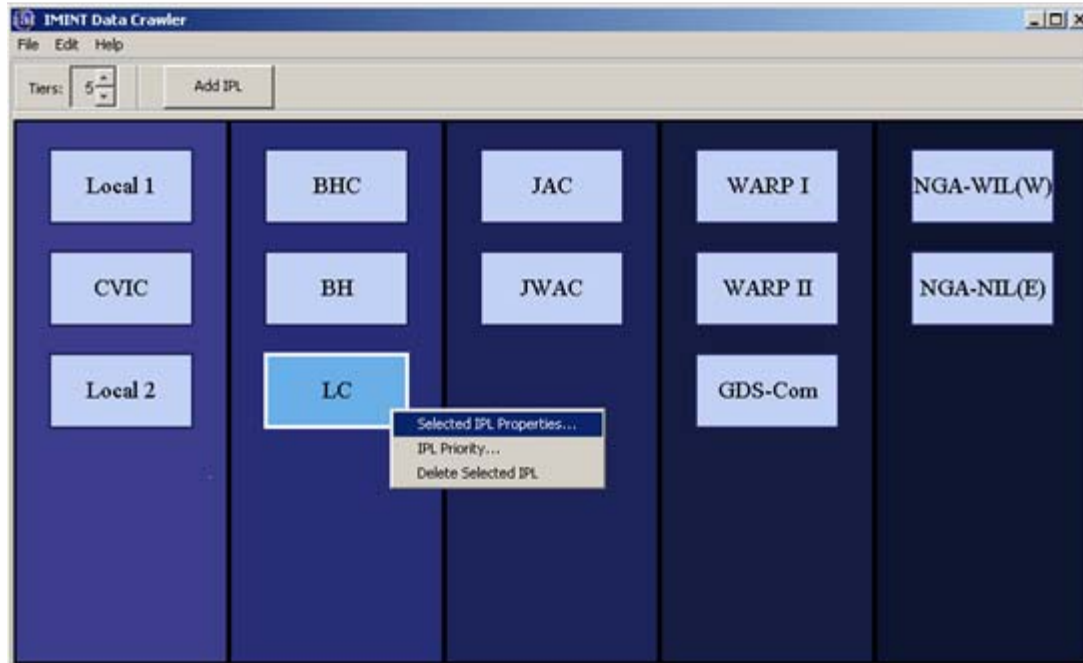 IMINT Data Crawler
File Edit Help
Tiers: 5 Add IPL
Local 1 BHC JAC WARP I NGA-WIL(W)
CVIC BH JWAC WARP II NGA-NIL(E)
Local 2 LC GDS-Com
Selected IPL Properties...
IPL Priority...
Delete Selected IPL